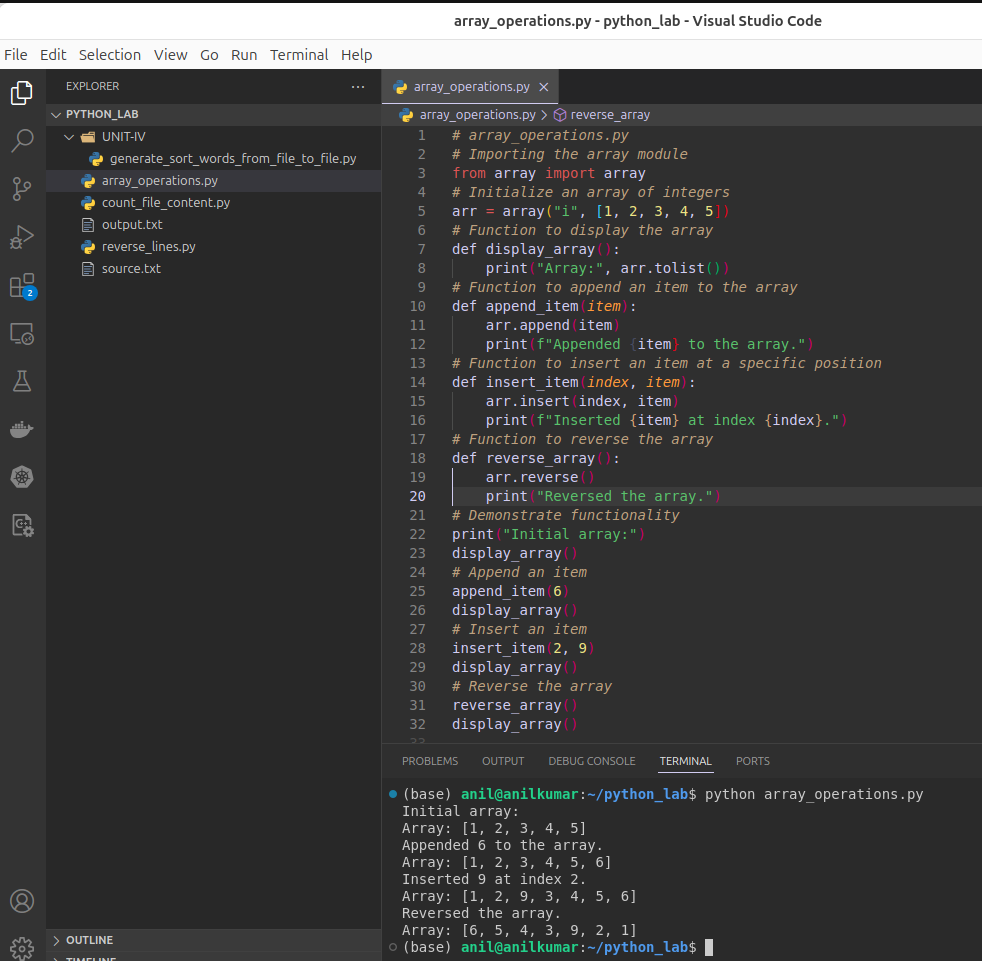 array_operations.py - python_lab - Visual Studio Code
File Edit Selection View Go Run Terminal Help
EXPLORER ···
PYTHON_LAB
UNIT-IV
generate_sort_words_from_file_to_file.py
array_operations.py
count_file_content.py
output.txt
reverse_lines.py
source.txt
2
OUTLINE
TIMELINE
array_operations.py
array_operations.py > reverse_array
1 # array_operations.py
2 # Importing the array module
3 from array import array
4 # Initialize an array of integers
5 arr = array("i", [1, 2, 3, 4, 5])
6 # Function to display the array
7 def display_array():
8 print("Array:", arr.tolist())
9 # Function to append an item to the array
10 def append_item(item):
11 arr.append(item)
12 print(f"Appended {item} to the array.")
13 # Function to insert an item at a specific position
14 def insert_item(index, item):
15 arr.insert(index, item)
16 print(f"Inserted {item} at index {index}.")
17 # Function to reverse the array
18 def reverse_array():
19 arr.reverse()
20 print("Reversed the array.")
21 # Demonstrate functionality
22 print("Initial array:")
23 display_array()
24 # Append an item
25 append_item(6)
26 display_array()
27 # Insert an item
28 insert_item(2, 9)
29 display_array()
30 # Reverse the array
31 reverse_array()
32 display_array()
33
PROBLEMS OUTPUT DEBUG CONSOLE TERMINAL PORTS
(base) anil@anilkumar:~/python_lab$ python array_operations.py
Initial array:
Array: [1, 2, 3, 4, 5]
Appended 6 to the array.
Array: [1, 2, 3, 4, 5, 6]
Inserted 9 at index 2.
Array: [1, 2, 9, 3, 4, 5, 6]
Reversed the array.
Array: [6, 5, 4, 3, 9, 2, 1]
(base) anil@anilkumar:~/python_lab$